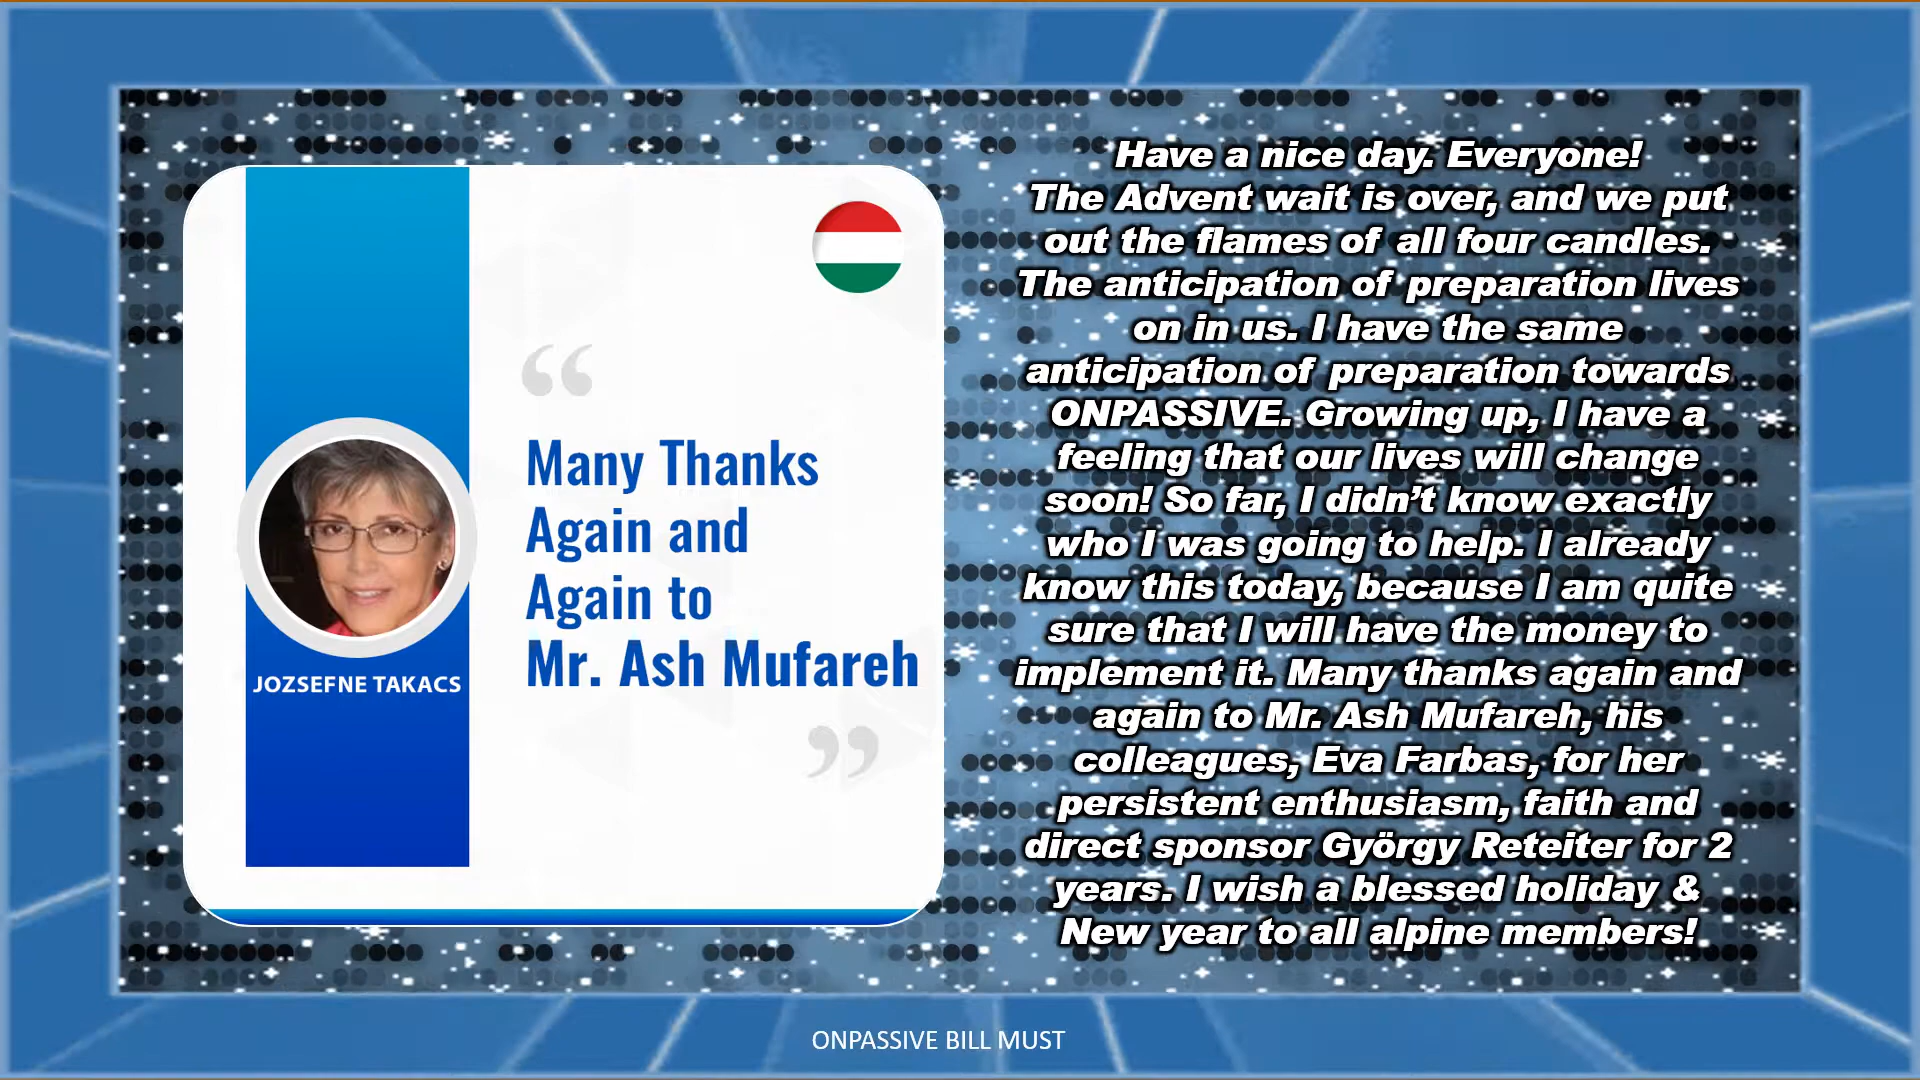 JOZSEFNE TAKACS
“
Many Thanks
Again and
Again to
Mr. Ash Mufareh
”
Have a nice day. Everyone!
The Advent wait is over, and we put
out the flames of all four candles.
The anticipation of preparation lives
on in us. I have the same
anticipation of preparation towards
ONPASSIVE. Growing up, I have a
feeling that our lives will change
soon! So far, I didn’t know exactly
who I was going to help. I already
know this today, because I am quite
sure that I will have the money to
implement it. Many thanks again and
again to Mr. Ash Mufareh, his
colleagues, Eva Farbas, for her
persistent enthusiasm, faith and
direct sponsor György Reteiter for 2
years. I wish a blessed holiday &
New year to all alpine members!
ONPASSIVE BILL MUST